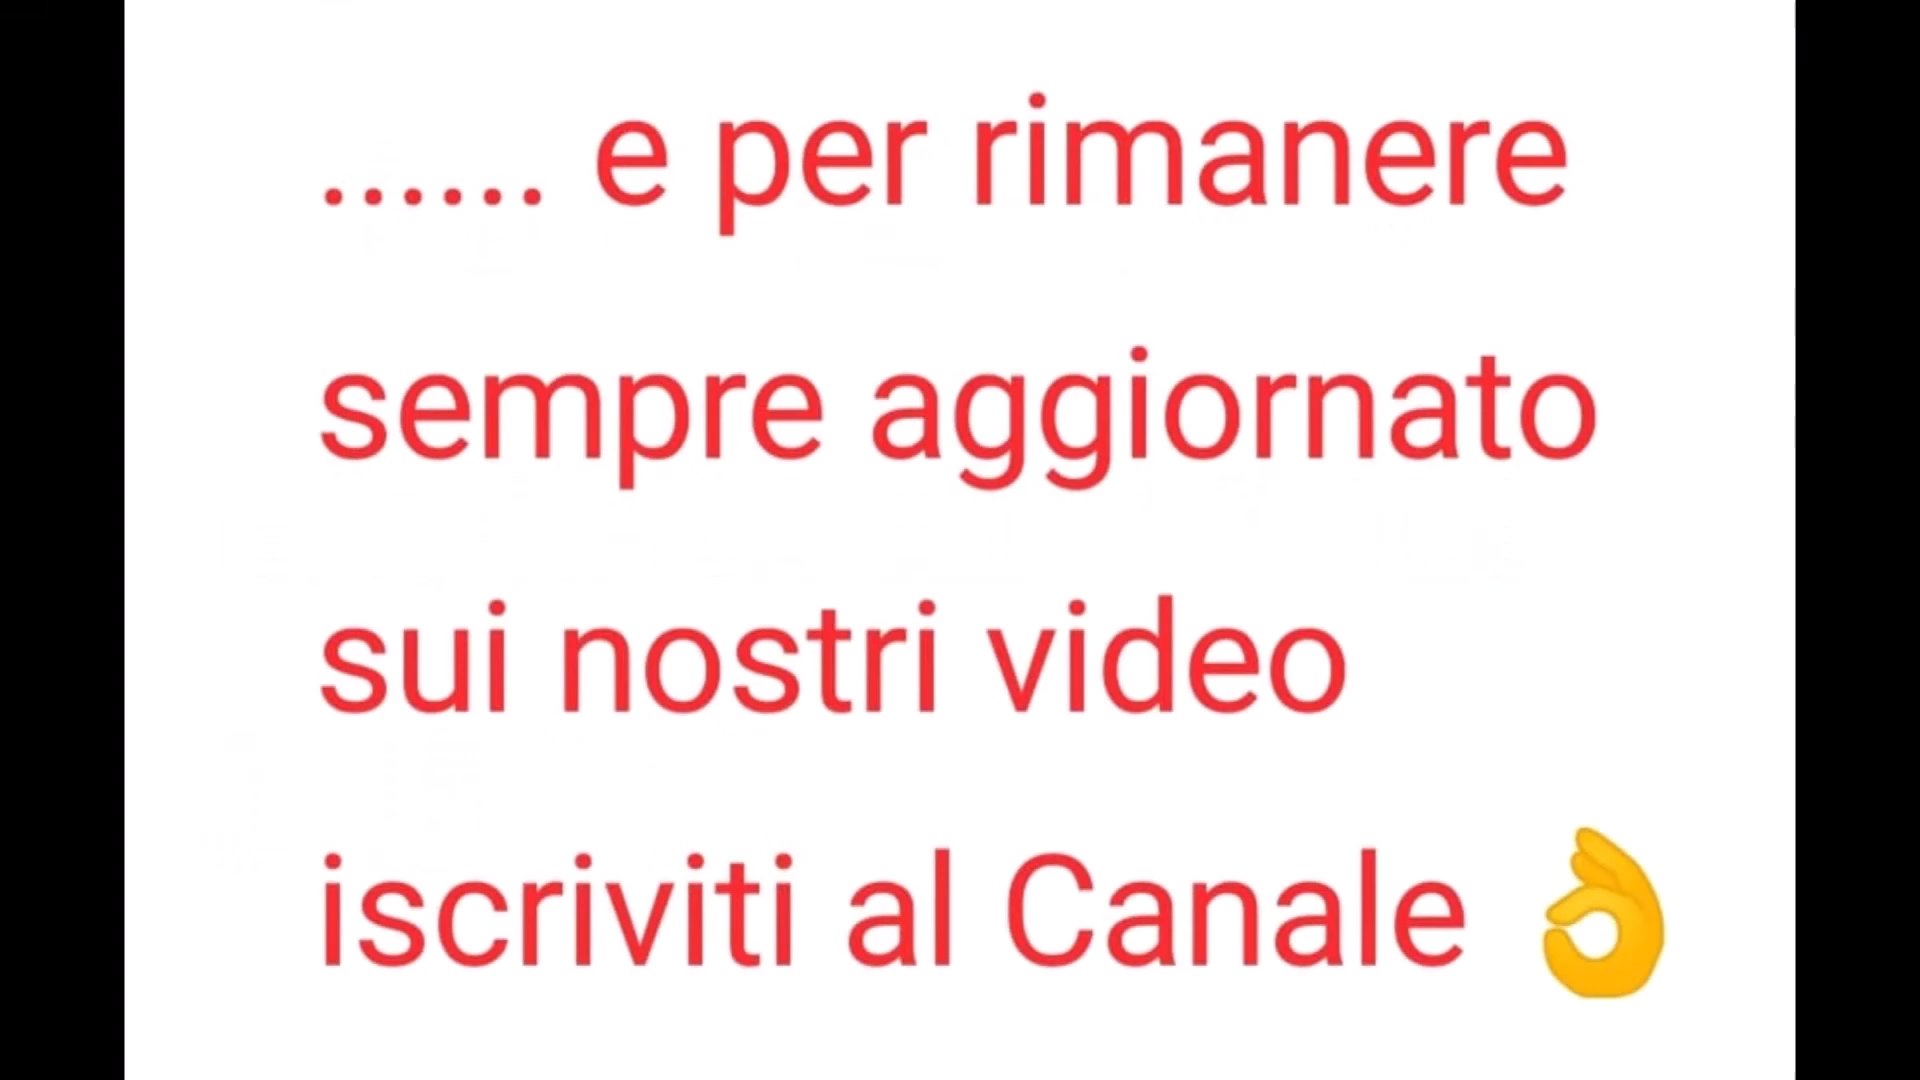 ...... e per rimanere
sempre aggiornato
sui nostri video
iscriviti al Canale 👌